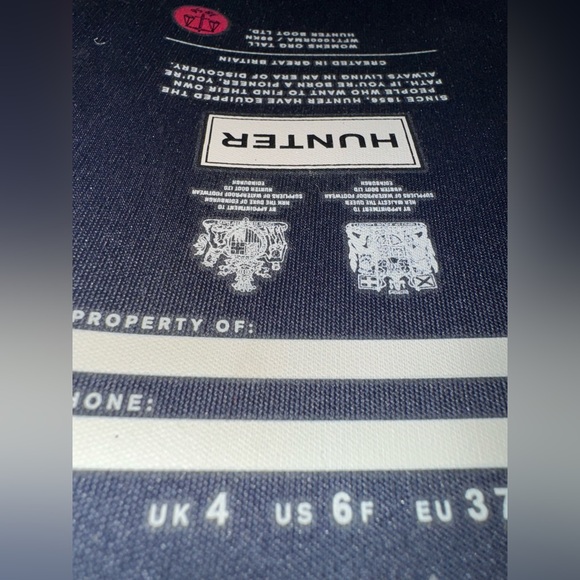 BY APPOINTMENT TO
HER MAJESTY THE QUEEN
SUPPLIERS OF WATERPROOF FOOTWEAR
HUNTER BOOT LTD
EDINBURGH
BY APPOINTMENT TO
HRH THE DUKE OF EDINBURGH
SUPPLIERS OF WATERPROOF FOOTWEAR
HUNTER BOOT LTD
EDINBURGH
HUNTER
SINCE 1856, HUNTER HAVE EQUIPPED THE
PEOPLE WHO WANT TO FIND THEIR OWN
PATH. IF YOU'RE BORN A PIONEER, YOU'RE
ALWAYS LIVING IN AN ERA OF DISCOVERY.
CREATED IN GREAT BRITAIN
WOMENS ORG TALL
WFT1000RMA /
HUNTER BOOT LTD.
PROPERTY OF:
HONE:
UK 4 US 6F EU 37